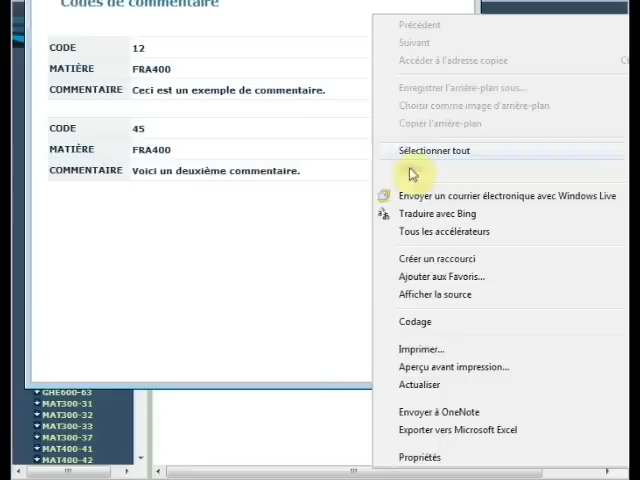 Codes de commentaire
CODE 12
MATIÈRE FRA400
COMMENTAIRE Ceci est un exemple de commentaire.
CODE 45
MATIÈRE FRA400
COMMENTAIRE Voici un deuxième commentaire.
Précédent
Suivant
Accéder à l'adresse copiée
Enregistrer l'arrière-plan sous...
Choisir comme image d'arrière-plan
Copier l'arrière-plan
Sélectionner tout
Envoyer un courrier électronique avec Windows Live
Traduire avec Bing
Tous les accélérateurs
Créer un raccourci
Ajouter aux Favoris...
Afficher la source
Codage
Imprimer...
Aperçu avant impression...
Actualiser
Envoyer à OneNote
Exporter vers Microsoft Excel
Propriétés
GHE600-63
MAT300-31
MAT300-32
MAT300-33
MAT300-37
MAT400-41
MAT400-42